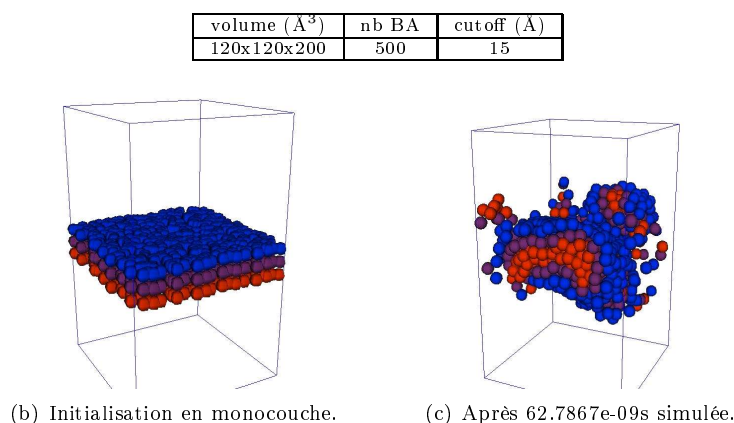 volume (Å³) nb BA cutoff (Å)
120x120x200 500 15
(b) Initialisation en monocouche. (c) Après 62.7867e-09s simulée.